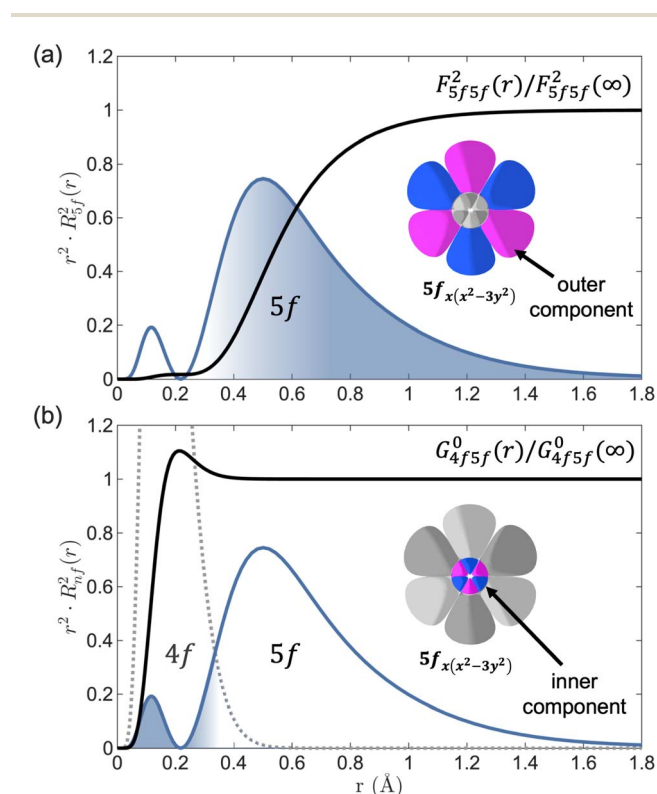 (a)
1.2
1
0.8
0.6
0.4
0.2
0
r² · R²₅f(r)
F²₅f₅f(r)/F²₅f₅f(∞)
5f
5fₓ(ₓ²₋₃ᵧ²)
outer
component
0 0.2 0.4 0.6 0.8 1 1.2 1.4 1.6 1.8
(b)
1.2
1
0.8
0.6
0.4
0.2
0
r² · R²ₙf(r)
G⁰₄f₅f(r)/G⁰₄f₅f(∞)
4f
5f
5fₓ(ₓ²₋₃ᵧ²)
inner
component
0 0.2 0.4 0.6 0.8 1 1.2 1.4 1.6 1.8
r (Å)